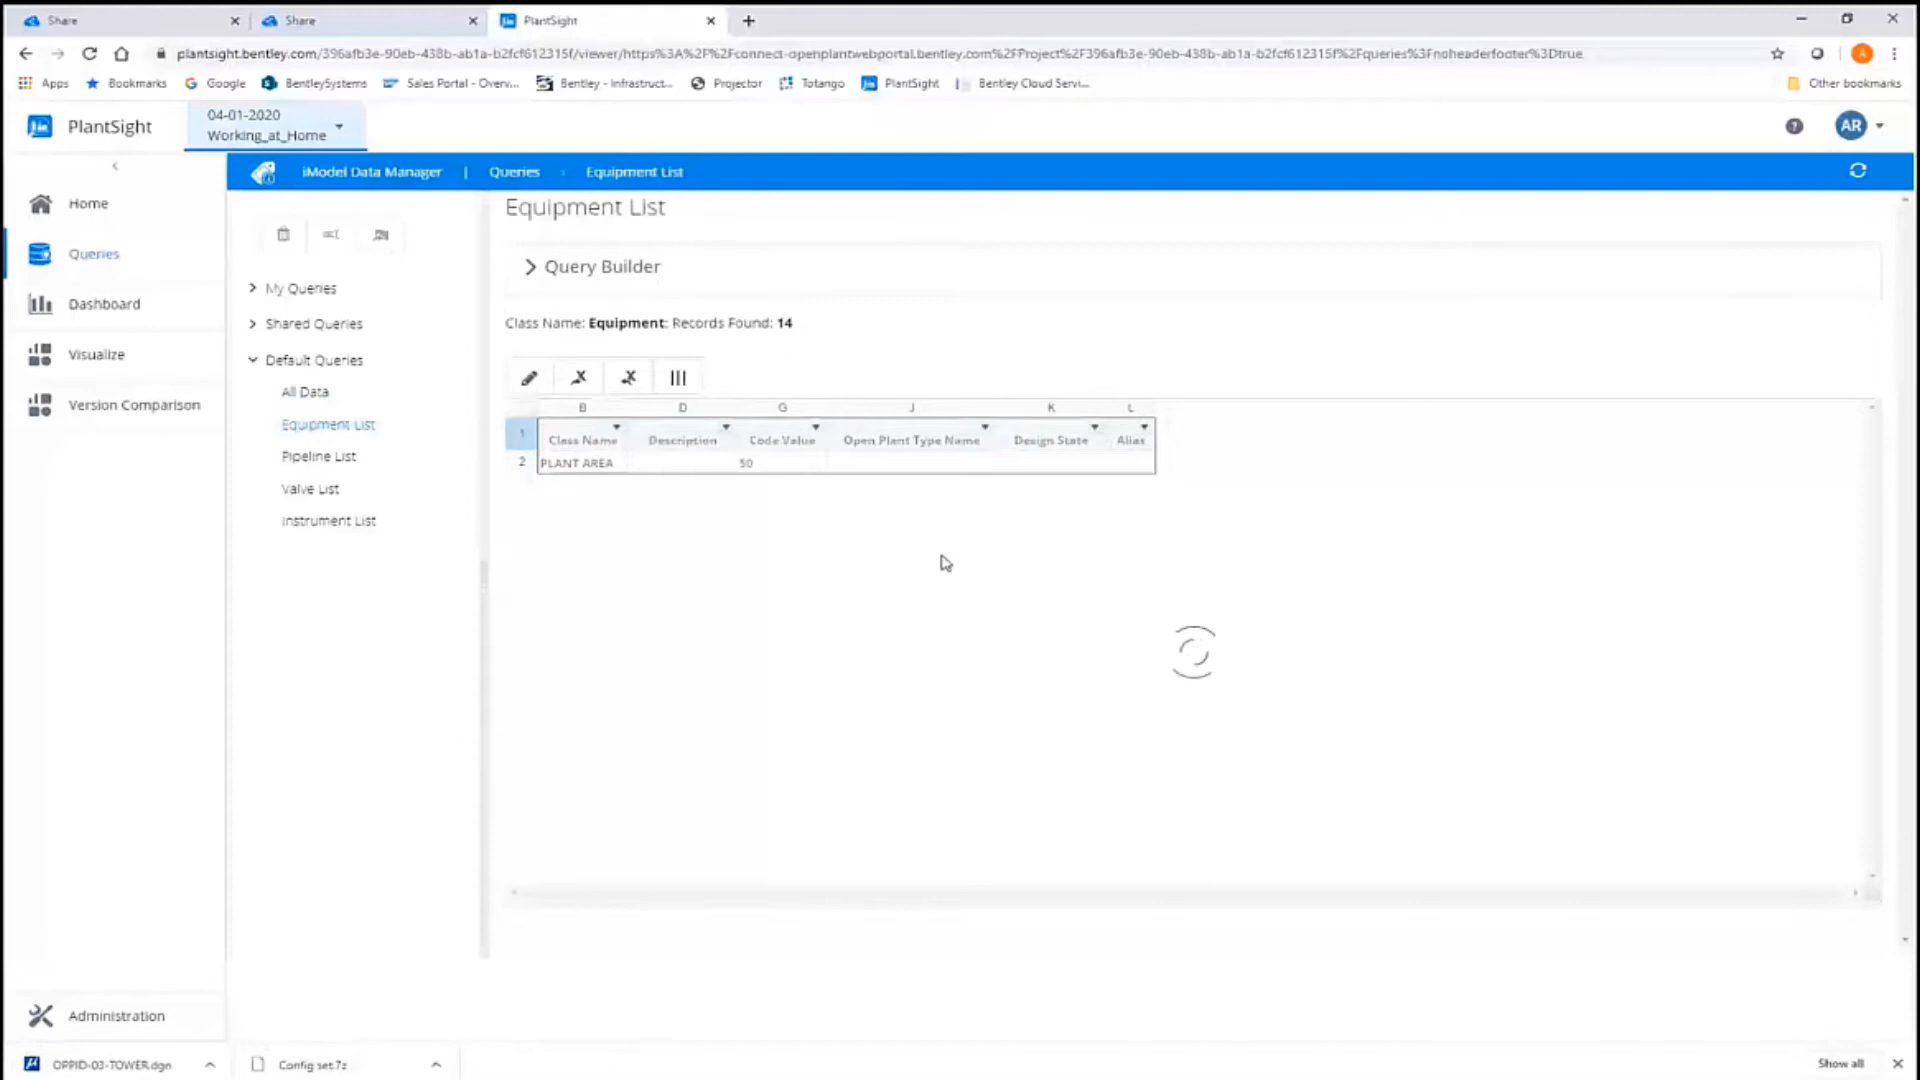 Share
Share
PlantSight
plantsight.bentley.com/396afb3e-90eb-438b-ab1a-b2fcf612315f/viewer/https%3A%2F%2Fconnect-openplantwebportal.bentley.com%2FProject%2F396afb3e-90eb-438b-ab1a-b2fcf612315f%2Fqueries%3Fnoheaderfooter%3Dtrue
A
Apps Bookmarks Google BentleySystems Sales Portal - Overv... Bentley - Infrastruct... Projector Totango PlantSight Bentley Cloud Servi... Other bookmarks
PlantSight
04-01-2020
Working_at_Home
AR
iModel Data Manager | Queries › Equipment List
Home
Queries
Dashboard
Visualize
Version Comparison
Administration
My Queries
Shared Queries
Default Queries
All Data
Equipment List
Pipeline List
Valve List
Instrument List
Equipment List
Query Builder
Class Name: Equipment: Records Found: 14
B D G J K L
1 Class Name Description Code Value Open Plant Type Name Design State Alias
2 PLANT AREA 50
OPPID-03-TOWER.dgn
Config set.7z
Show all